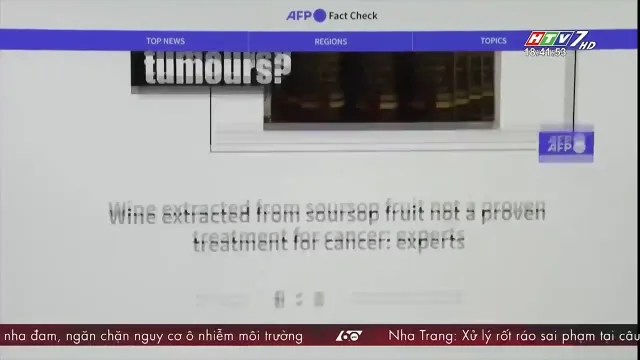 AFP Fact Check
TOP NEWS
REGIONS
TOPICS
HTV7 HD
18:41:53
tumours?
AFP
Wine extracted from soursop fruit not a proven
treatment for cancer: experts
nha đam, ngăn chặn nguy cơ ô nhiễm môi trường
60
Nha Trang: Xử lý rốt ráo sai phạm tại câu